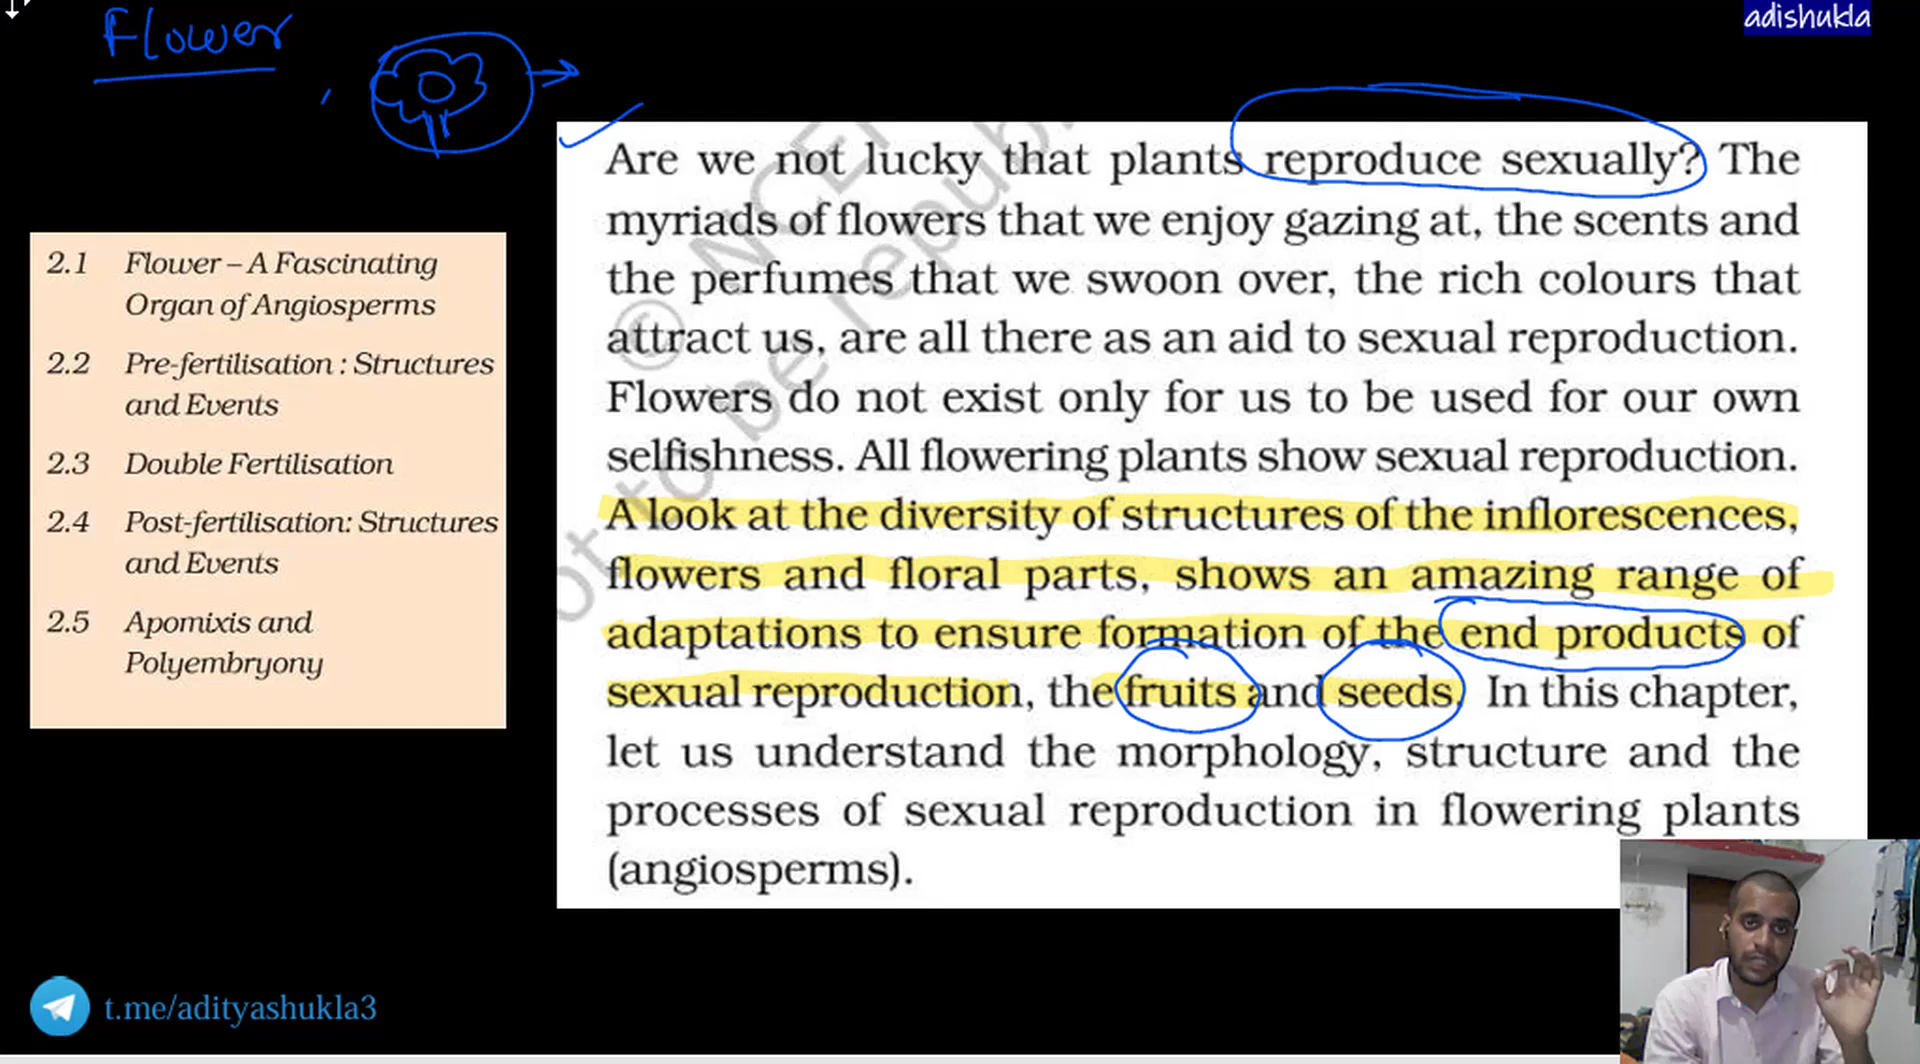 Flower
adishukla
2.1 Flower – A Fascinating
Organ of Angiosperms
2.2 Pre-fertilisation : Structures
and Events
2.3 Double Fertilisation
2.4 Post-fertilisation: Structures
and Events
2.5 Apomixis and
Polyembryony
Are we not lucky that plants reproduce sexually? The
myriads of flowers that we enjoy gazing at, the scents and
the perfumes that we swoon over, the rich colours that
attract us, are all there as an aid to sexual reproduction.
Flowers do not exist only for us to be used for our own
selfishness. All flowering plants show sexual reproduction.
A look at the diversity of structures of the inflorescences,
flowers and floral parts, shows an amazing range of
adaptations to ensure formation of the end products of
sexual reproduction, the fruits and seeds. In this chapter,
let us understand the morphology, structure and the
processes of sexual reproduction in flowering plants
(angiosperms).
t.me/adityashukla3